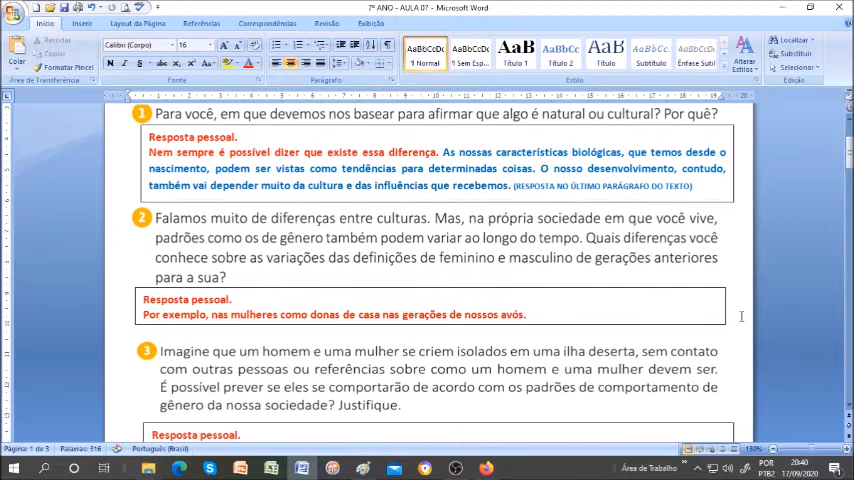 7º ANO - AULA 07 - Microsoft Word
Início Inserir Layout da Página Referências Correspondências Revisão Exibição
Colar
Recortar
Copiar
Formatar Pincel
Área de Transferência
Calibri (Corpo) 16
Fonte
Parágrafo
AaBbCcDc AaBbCcDc AaBbC AaBbCc AaBbC AaBbCc AaBbCcDc
¶ Normal ¶ Sem Esp... Título 1 Título 2 Título Subtítulo Ênfase Sutil
Alterar Estilos
Estilo
Localizar
Substituir
Selecionar
Edição
1 Para você, em que devemos nos basear para afirmar que algo é natural ou cultural? Por quê?
Resposta pessoal.
Nem sempre é possível dizer que existe essa diferença. As nossas características biológicas, que temos desde o
nascimento, podem ser vistas como tendências para determinadas coisas. O nosso desenvolvimento, contudo,
também vai depender muito da cultura e das influências que recebemos. (RESPOSTA NO ÚLTIMO PARÁGRAFO DO TEXTO)
2 Falamos muito de diferenças entre culturas. Mas, na própria sociedade em que você vive,
padrões como os de gênero também podem variar ao longo do tempo. Quais diferenças você
conhece sobre as variações das definições de feminino e masculino de gerações anteriores
para a sua?
Resposta pessoal.
Por exemplo, nas mulheres como donas de casa nas gerações de nossos avós.
3 Imagine que um homem e uma mulher se criem isolados em uma ilha deserta, sem contato
com outras pessoas ou referências sobre como um homem e uma mulher devem ser.
É possível prever se eles se comportarão de acordo com os padrões de comportamento de
gênero da nossa sociedade? Justifique.
Resposta pessoal.
Página: 1 de 3 Palavras: 316 Português (Brasil) 130%
Área de Trabalho POR 20:40
PTB2 17/09/2020